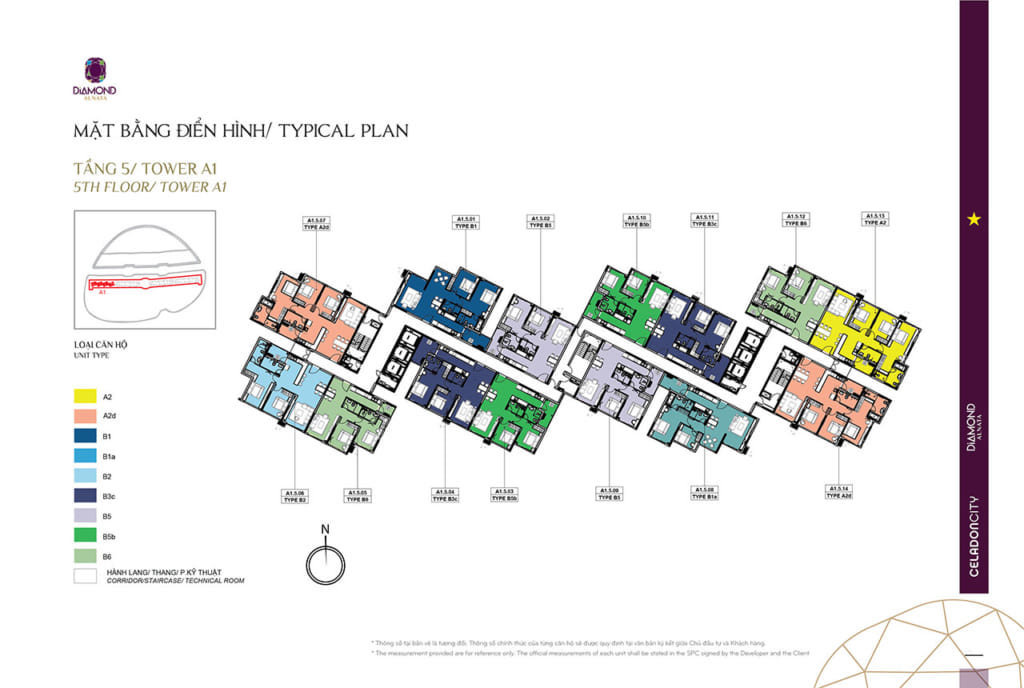 DIAMOND
ALNATA
MẶT BẰNG ĐIỂN HÌNH/ TYPICAL PLAN
TẦNG 5/ TOWER A1
5TH FLOOR/ TOWER A1
A1
LOẠI CĂN HỘ
UNIT TYPE
A2
A2d
B1
B1a
B2
B3c
B5
B5b
B6
HÀNH LANG/ THANG/ P.KỸ THUẬT
CORRIDOR/STAIRCASE/ TECHNICAL ROOM
A1.5.07
TYPE A2d
A1.5.01
TYPE B1
A1.5.02
TYPE B5
A1.5.10
TYPE B5b
A1.5.11
TYPE B3c
A1.5.12
TYPE B6
A1.5.13
TYPE A2
A1.5.06
TYPE B2
A1.5.05
TYPE B6
A1.5.04
TYPE B3c
A1.5.03
TYPE B5b
A1.5.09
TYPE B5
A1.5.08
TYPE B1a
A1.5.14
TYPE A2d
N
DIAMOND
ALNATA
CELADONCITY
* Thông số tại bản vẽ là tương đối. Thông số chính thức của từng căn hộ sẽ được quy định tại văn bản ký kết giữa Chủ đầu tư và Khách hàng.
* The measurement provided are for reference only. The official measurements of each unit shall be stated in the SPC signed by the Developer and the Client